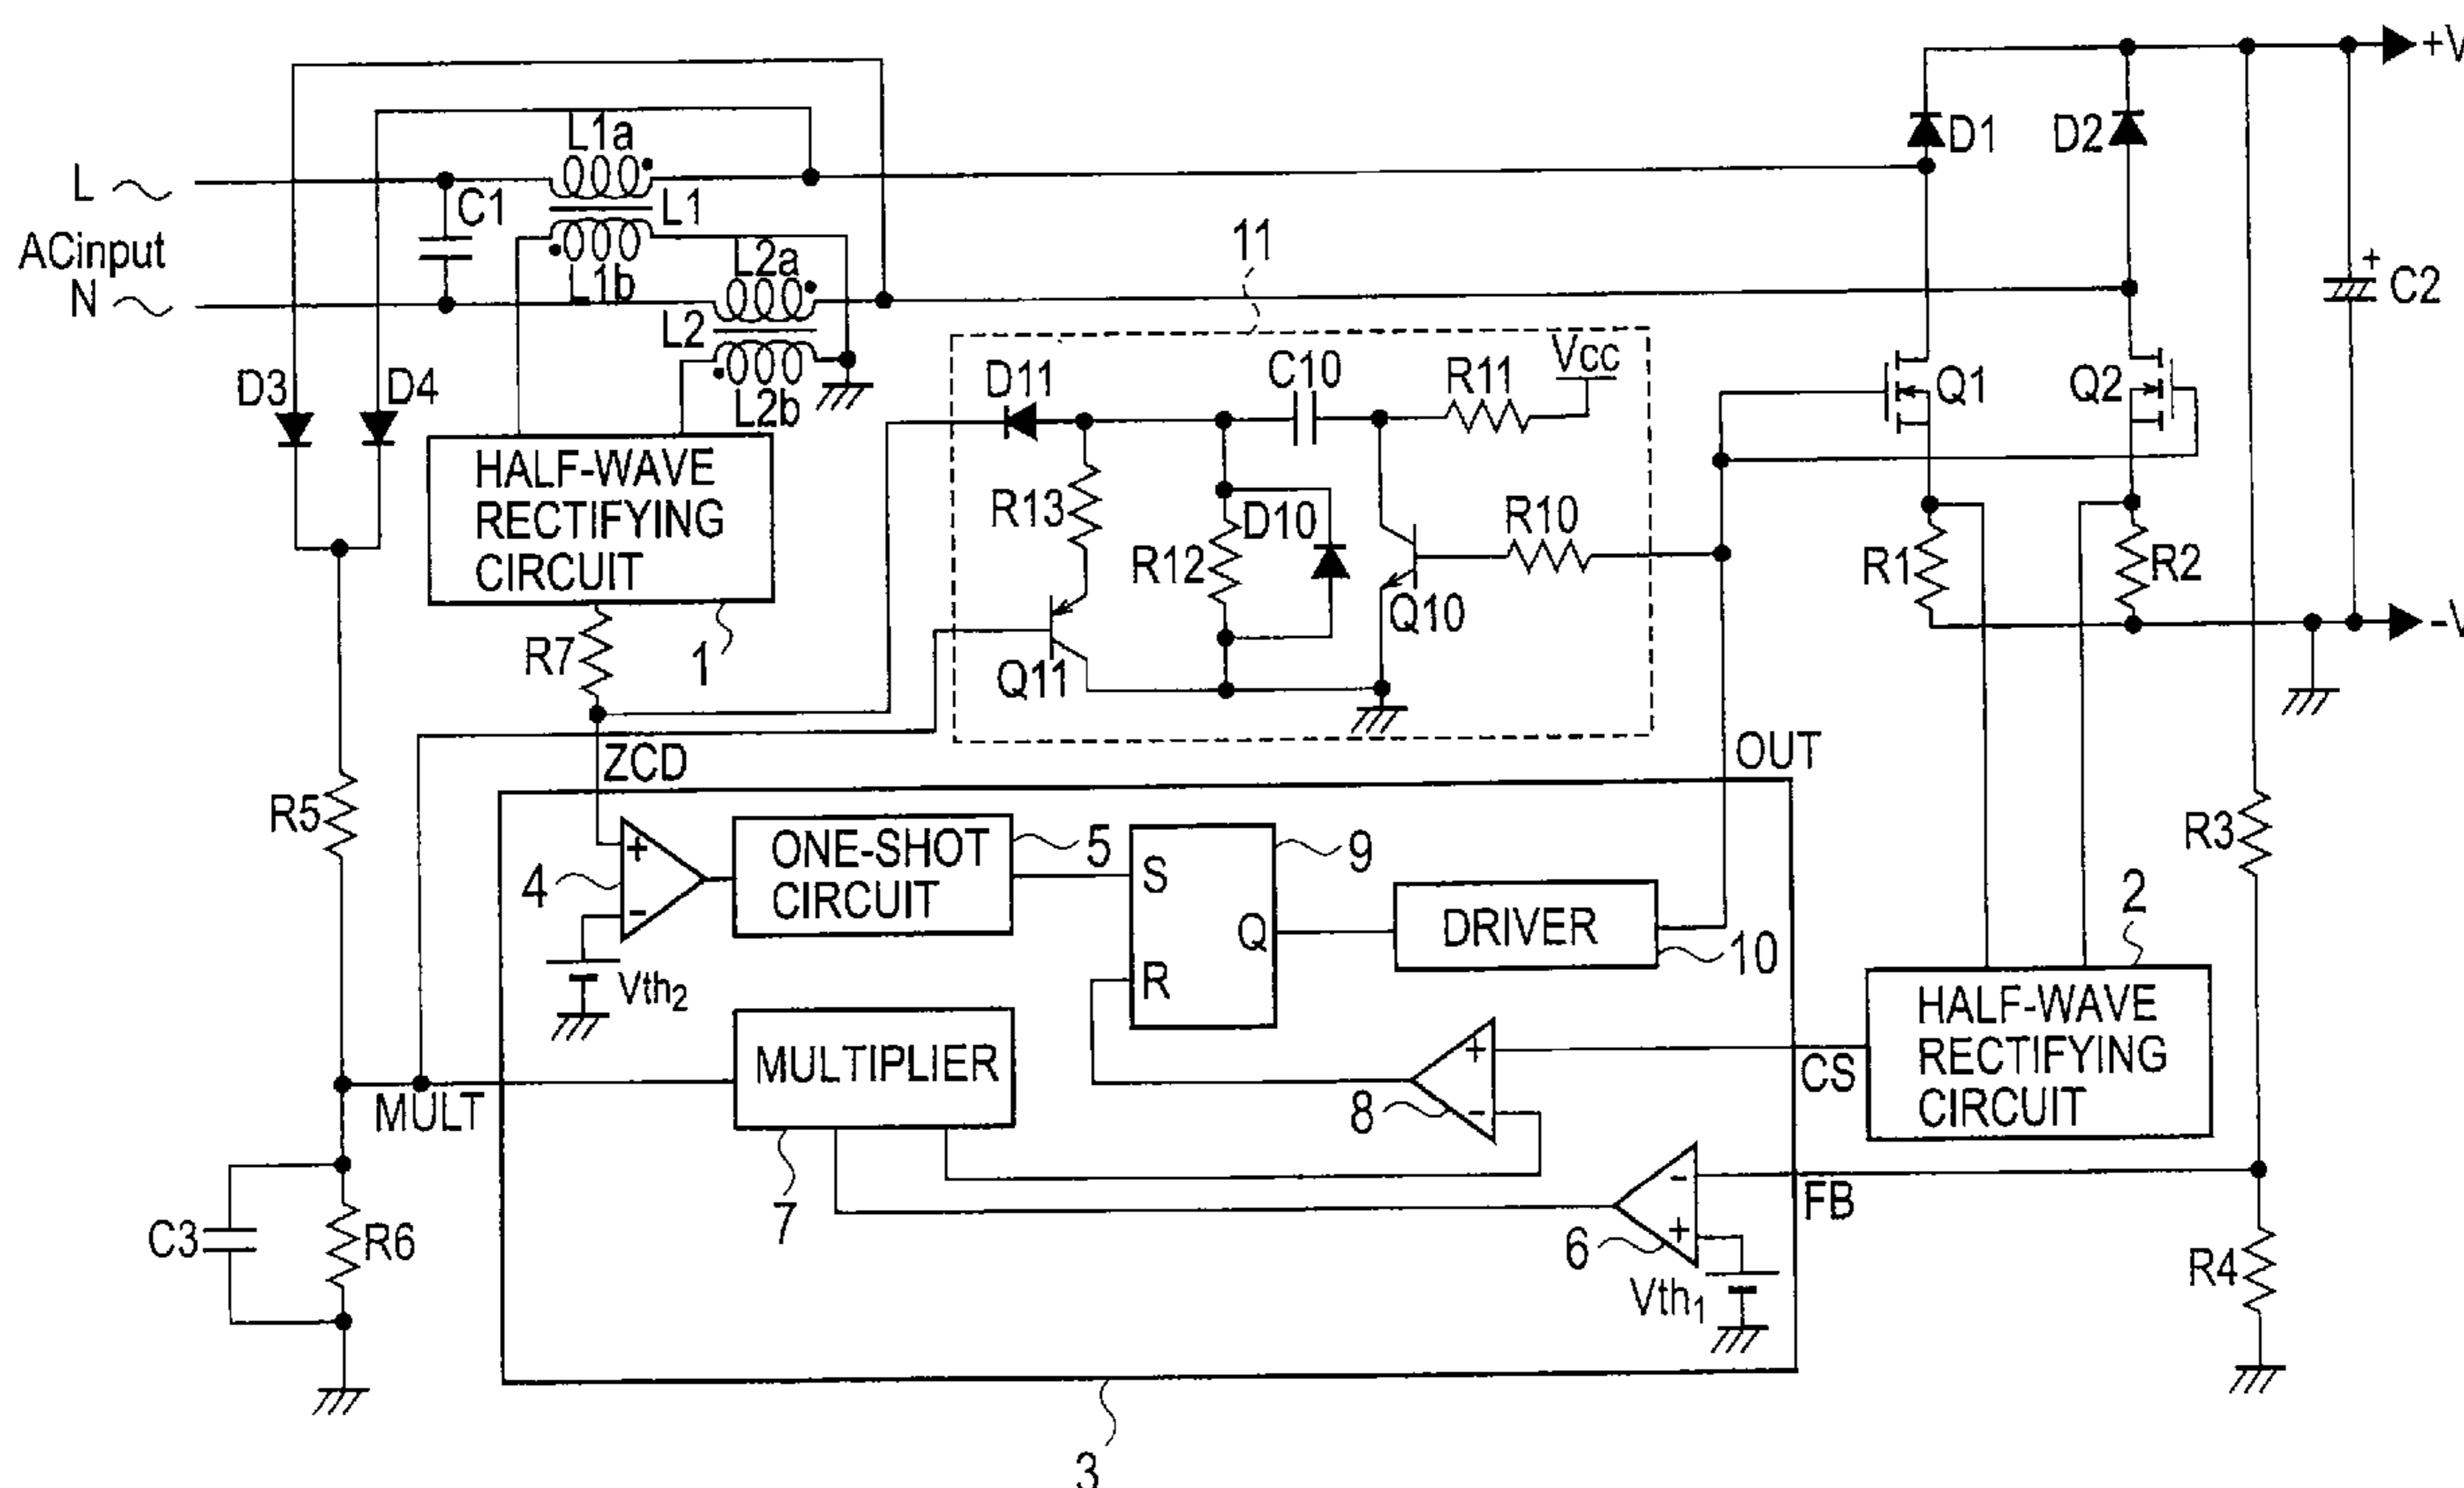 +V
D1
D2
L1a
L
C1
L1
11
ACinput
L2a
L1b
N
+
C2
L2
D3
D4
L2b
D11
C10
R11
Vcc
Q1
Q2
HALF-WAVE
RECTIFYING
CIRCUIT
R13
D10
R10
R12
R1
R2
Q10
-V
R7
1
Q11
ZCD
OUT
R5
4
+
-
ONE-SHOT
CIRCUIT
5
S
9
R3
Q
DRIVER
10
2
R
Vth2
MULTIPLIER
HALF-WAVE
RECTIFYING
CIRCUIT
+
-
CS
8
MULT
7
-
+
FB
6
C3
R6
R4
Vth1
3